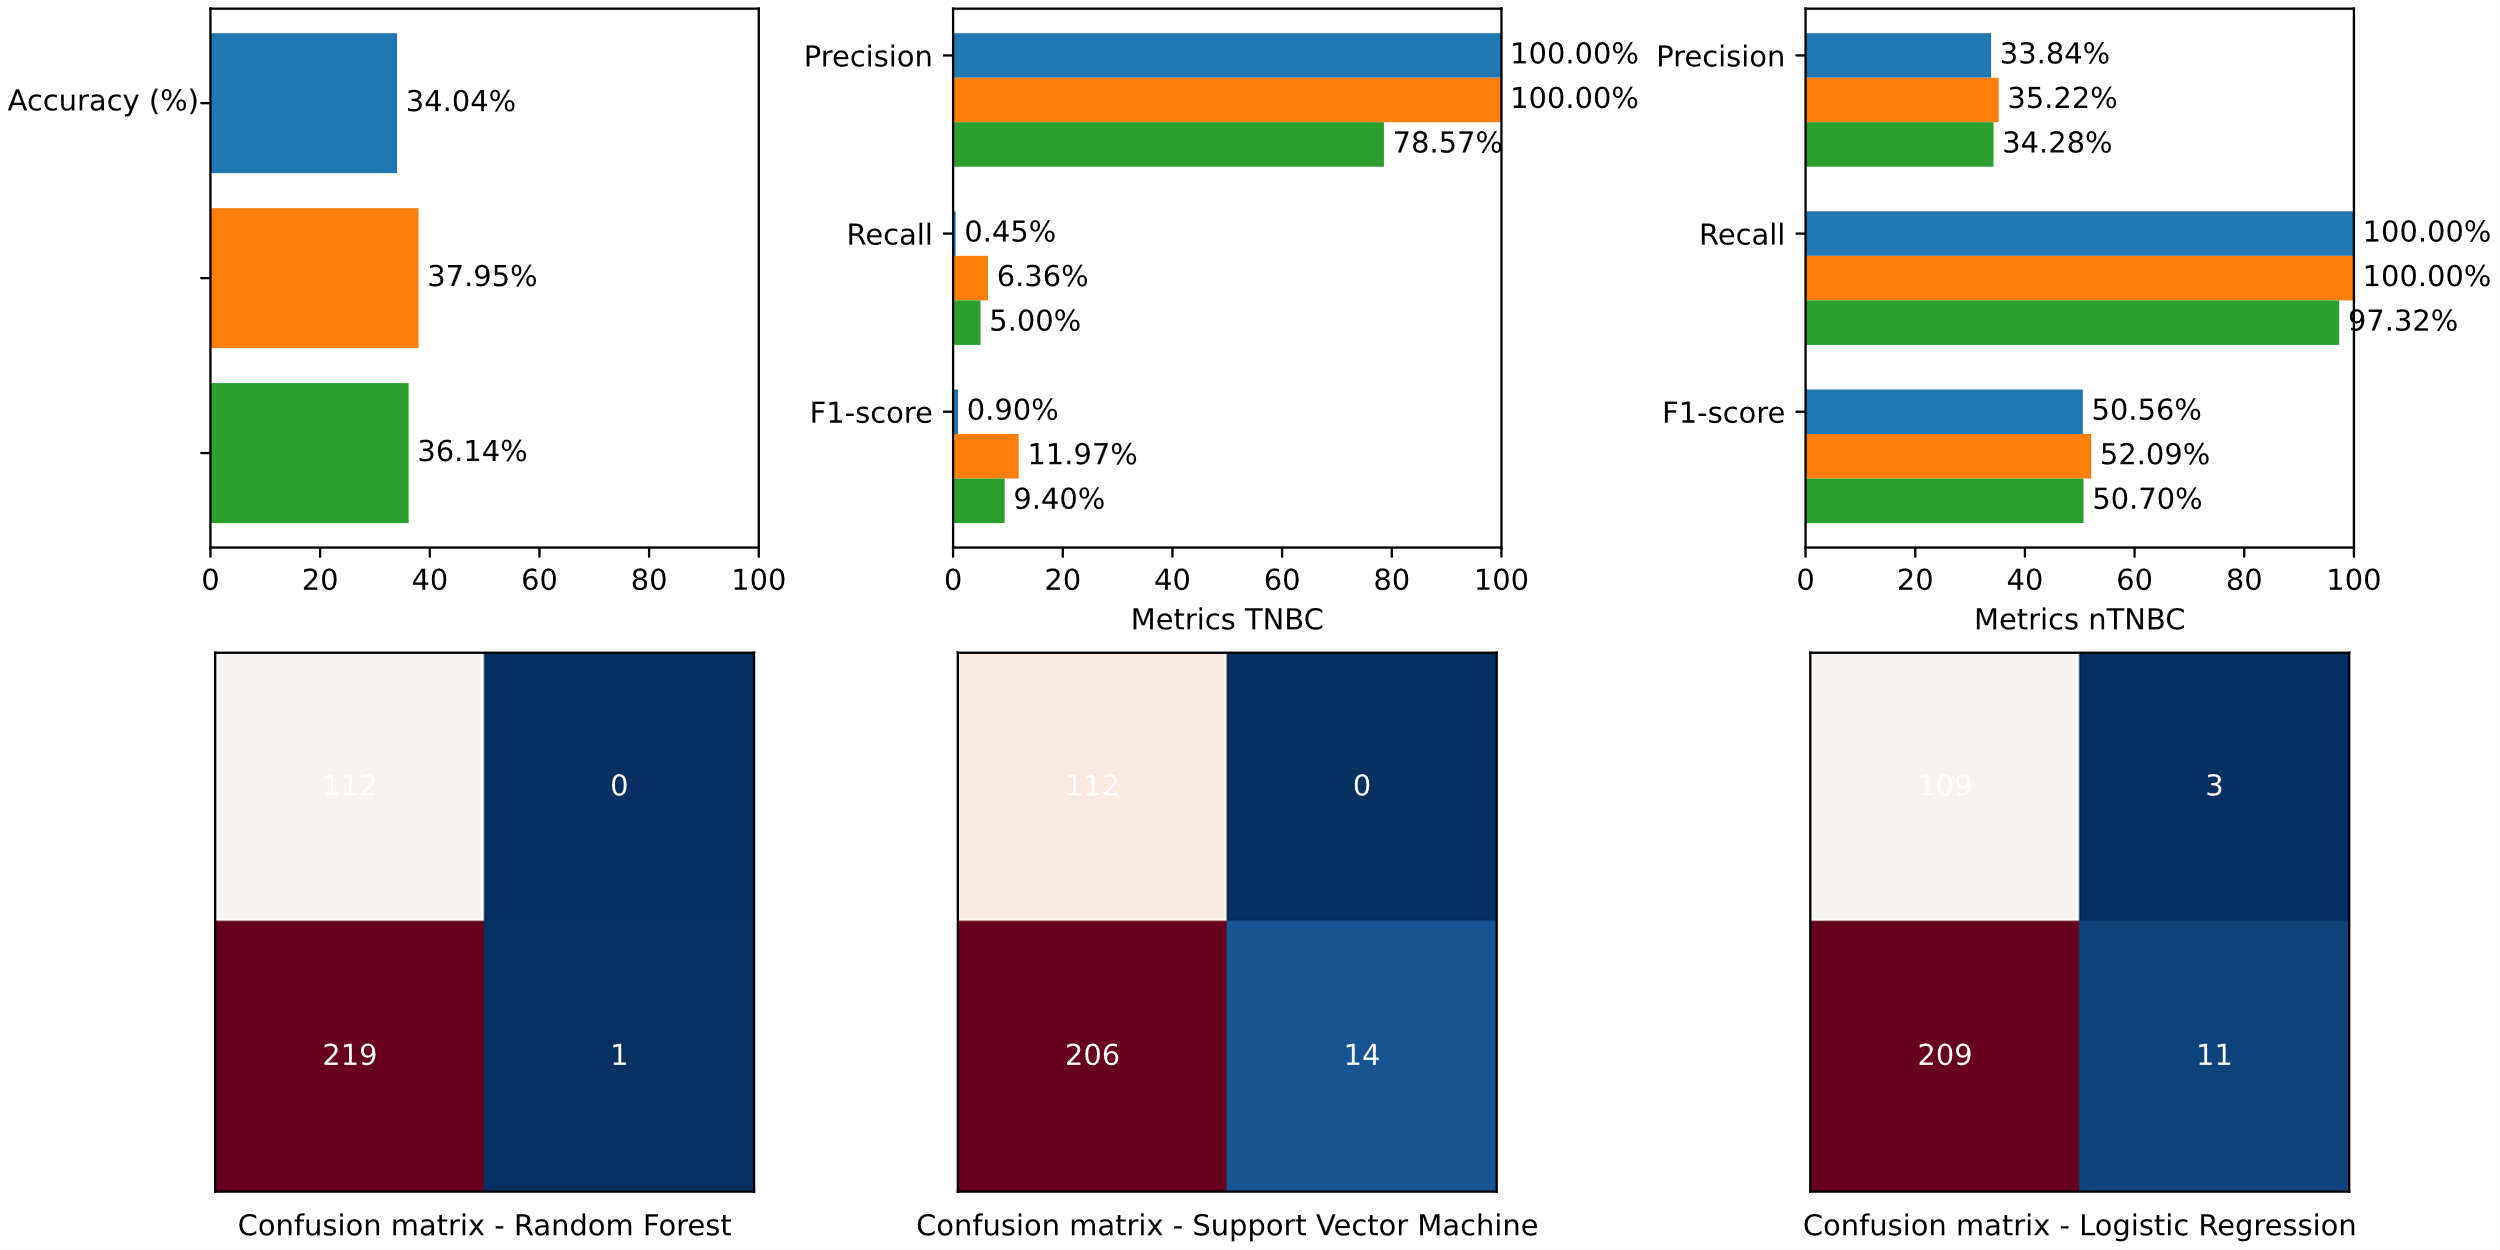 Accuracy (%)
34.04%
37.95%
36.14%
0 20 40 60 80 100
Precision
100.00%
100.00%
78.57%
Recall
0.45%
6.36%
5.00%
F1-score
0.90%
11.97%
9.40%
0 20 40 60 80 100
Metrics TNBC
Precision
33.84%
35.22%
34.28%
Recall
100.00%
100.00%
97.32%
F1-score
50.56%
52.09%
50.70%
0 20 40 60 80 100
Metrics nTNBC
112 0
219 1
Confusion matrix - Random Forest
112 0
206 14
Confusion matrix - Support Vector Machine
109 3
209 11
Confusion matrix - Logistic Regression